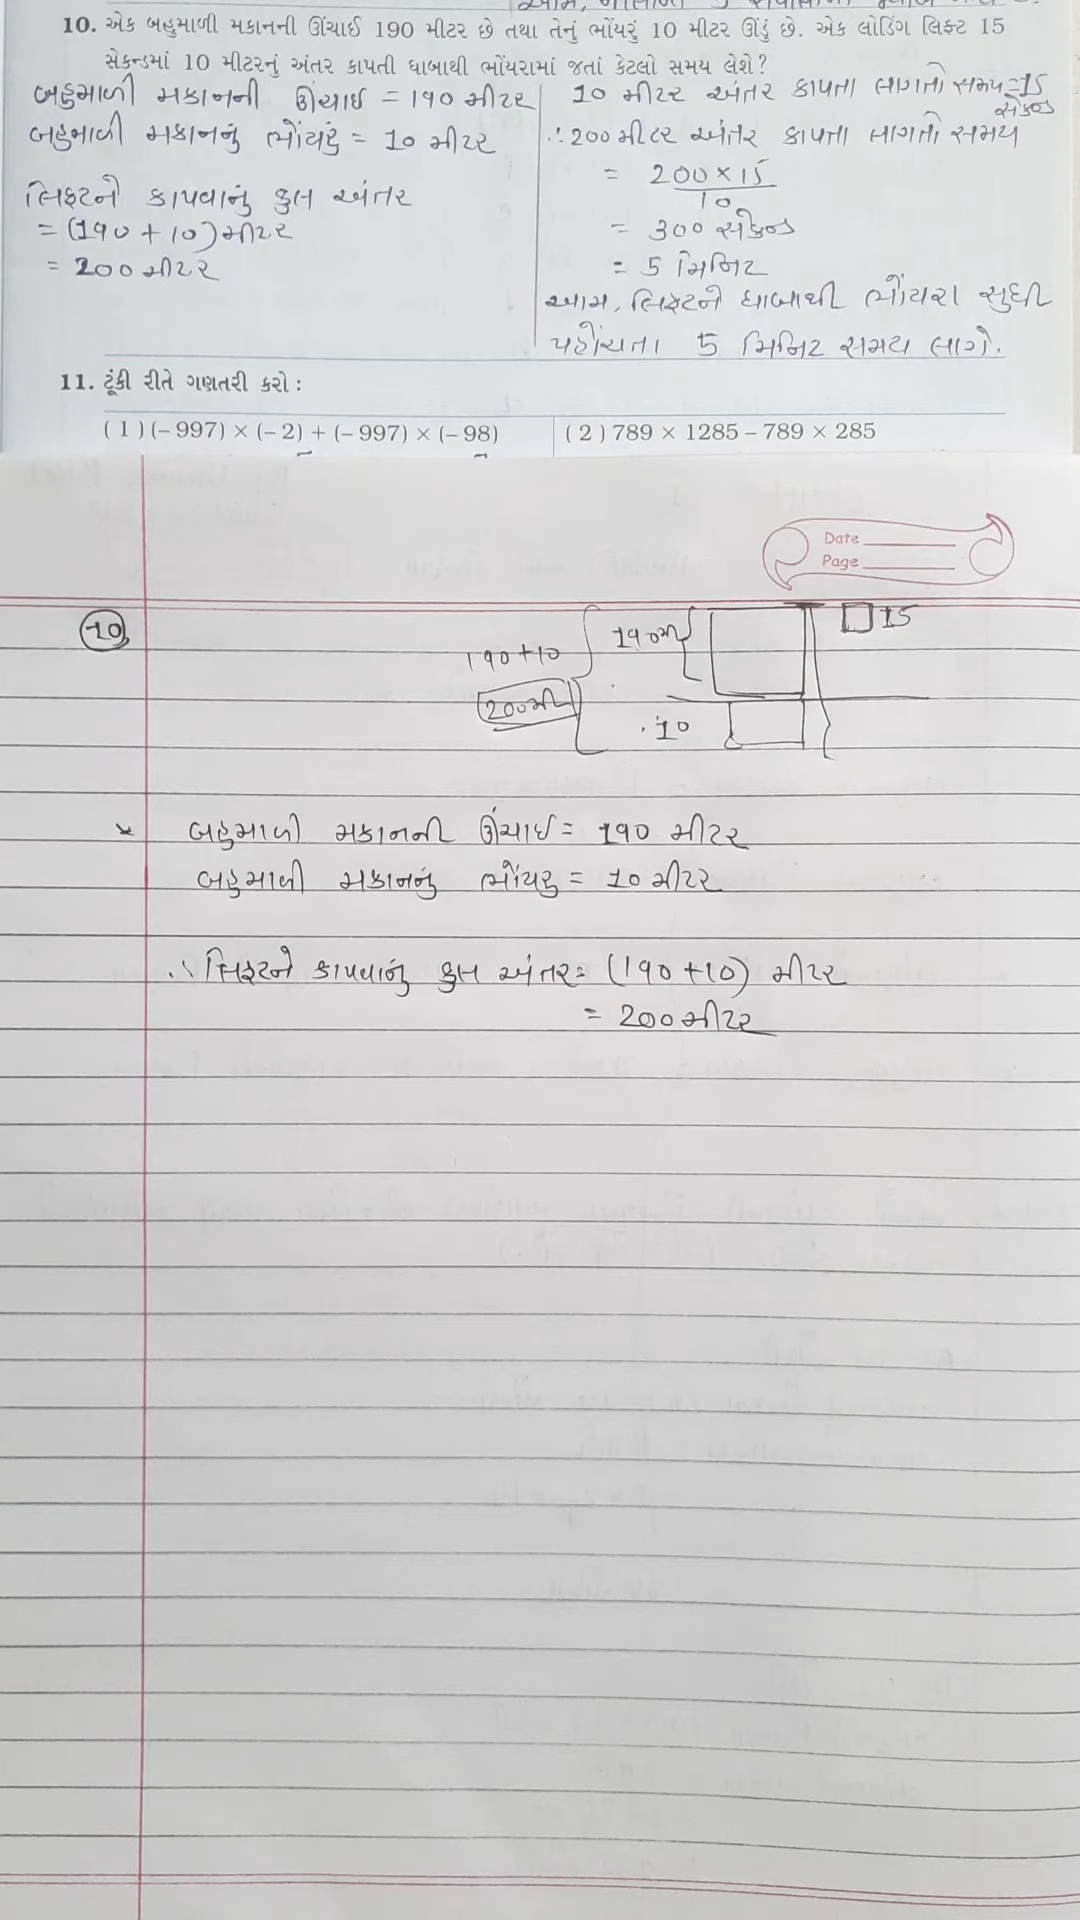 10. એક બહુમાળી મકાનની ઊંચાઈ 190 મીટર છે તથા તેનું ભોંયરું 10 મીટર ઊંડું છે. એક લોડિંગ લિફ્ટ 15
સેકન્ડમાં 10 મીટરનું અંતર કાપતી ધાબાથી ભોંયરામાં જતાં કેટલો સમય લેશે?
બહુમાળી મકાનની ઊંચાઈ = 190 મીટર
બહુમાળી મકાનનું ભોંયરું = 10 મીટર
લિફ્ટને કાપવાનું કુલ અંતર
= (190 + 10) મીટર
= 200 મીટર
10 મીટર અંતર કાપતા લાગતો સમય = 15
સેકન્ડ
∴ 200 મીટર અંતર કાપતા લાગતો સમય
= 200 × 15
10
= 300 સેકન્ડ
= 5 મિનિટ
આમ, લિફ્ટને ધાબાથી ભોંયરા સુધી
પહોંચતા 5 મિનિટ સમય લાગે.
11. ટૂંકી રીતે ગણતરી કરો :
( 1 ) (– 997) × (– 2) + (– 997) × (– 98)
( 2 ) 789 × 1285 – 789 × 285
Date
Page
10
190મી
15
190+10
200મી
10
* બહુમાળી મકાનની ઊંચાઈ = 190 મીટર
બહુમાળી મકાનનું ભોંયરુ = 10 મીટર
∴ લિફ્ટને કાપવાનું કુલ અંતર = (190 +10) મીટર
= 200 મીટર